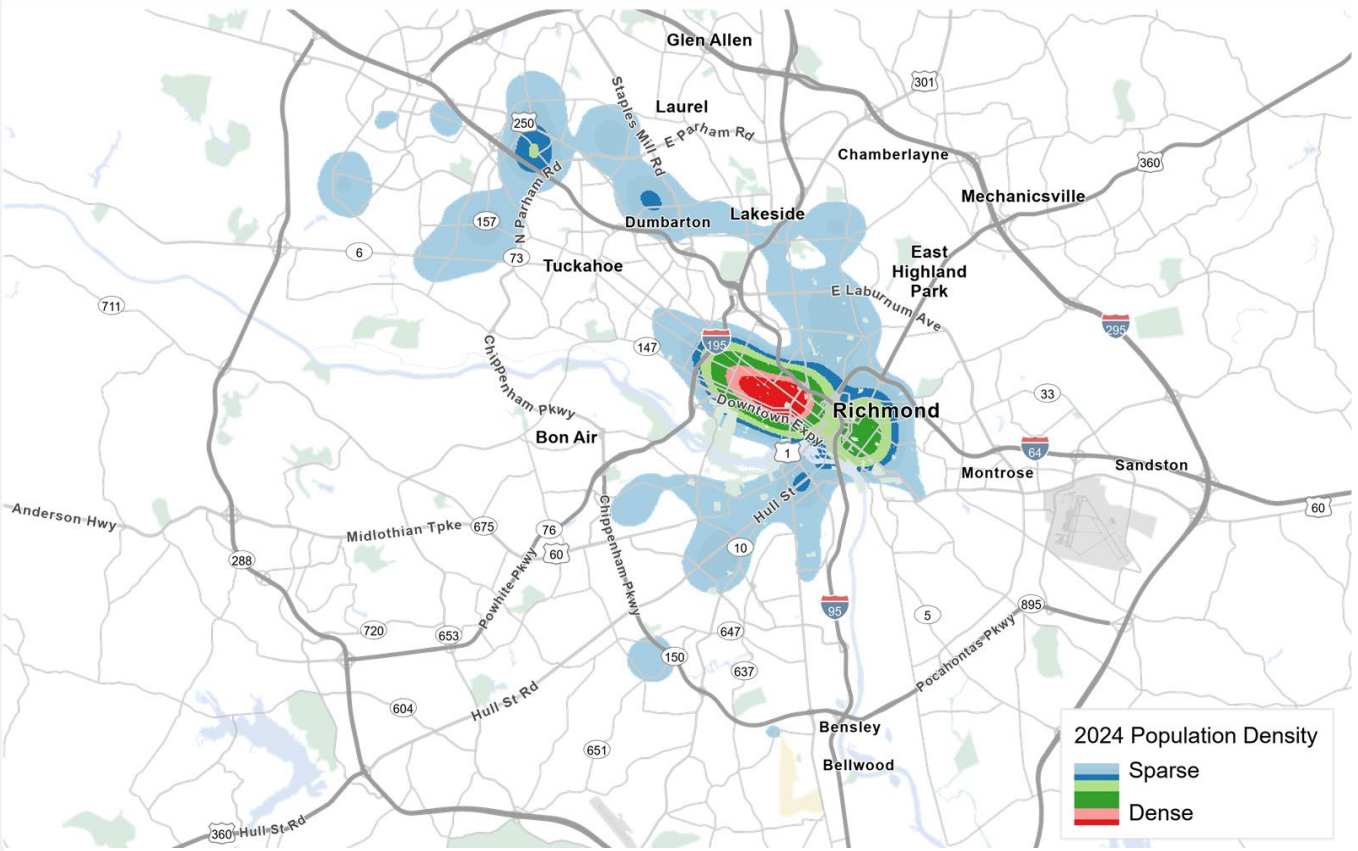 Glen Allen
301
Staples Mill Rd
Laurel
250
E Parham Rd
Chamberlayne
360
Mechanicsville
N Parham Rd
157
Dumbarton
Lakeside
6
73
Tuckahoe
East
Highland
Park
E Laburnum Ave
711
295
147
195
Chippenham Pkwy
33
Downtown Expy
Richmond
Bon Air
1
64
Montrose
Sandston
Hull St
Anderson Hwy
Midlothian Tpke
675
76
60
Chippenham Pkwy
60
10
288
Powhite Pkwy
95
895
5
720
653
647
Pocahontas Pkwy
150
637
604
Hull St Rd
Bensley
651
2024 Population Density
Bellwood
Sparse
Dense
360
Hull St Rd